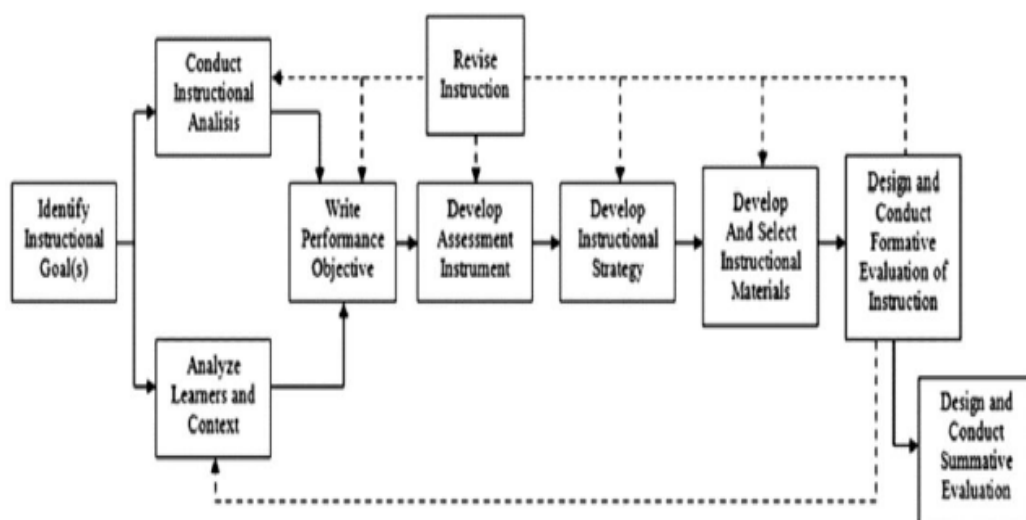 Conduct
Instructional
Analisis
Revise
Instruction
Identify
Instructional
Goal(s)
Write
Performance
Objective
Develop
Assessment
Instrument
Develop
Instructional
Strategy
Develop
And Select
Instructional
Materials
Design and
Conduct
Formative
Evaluation of
Instruction
Analyze
Learners and
Context
Design and
Conduct
Summative
Evaluation